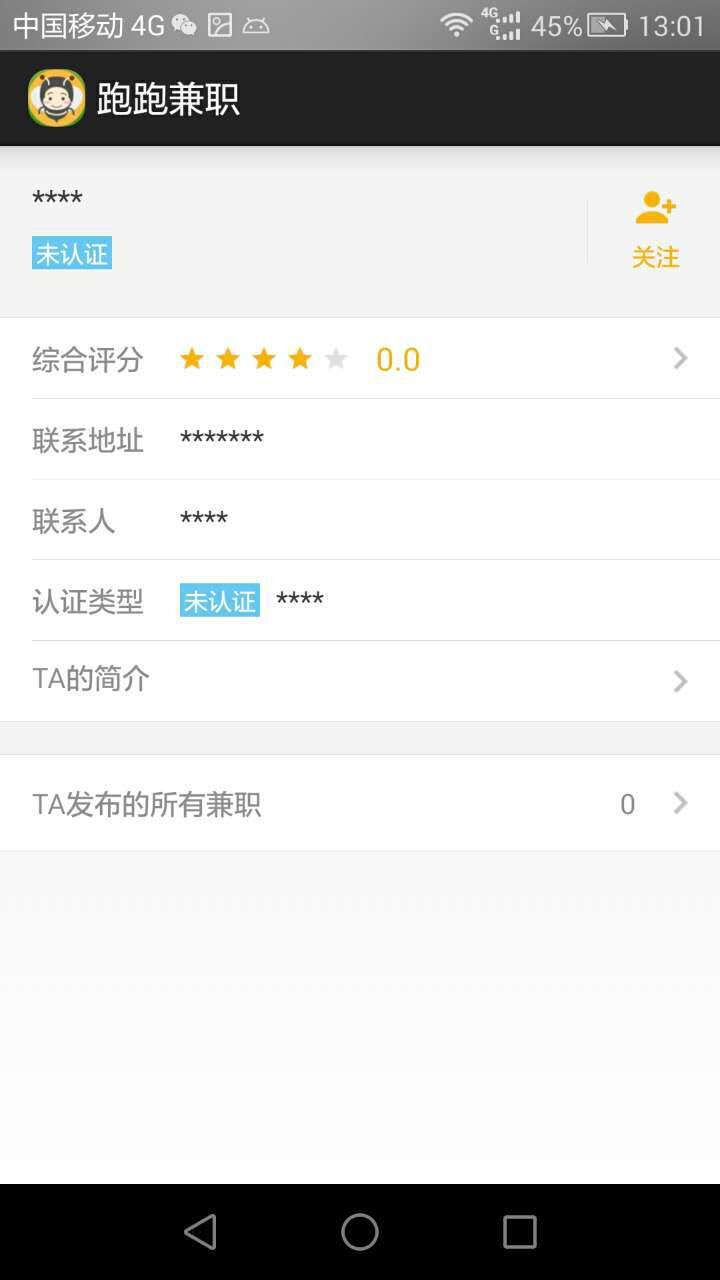 中国移动 4G 4G G 45% 13:01
跑跑兼职
****
未认证
关注
综合评分 0.0
联系地址 *******
联系人 ****
认证类型 未认证 ****
TA的简介
TA发布的所有兼职 0